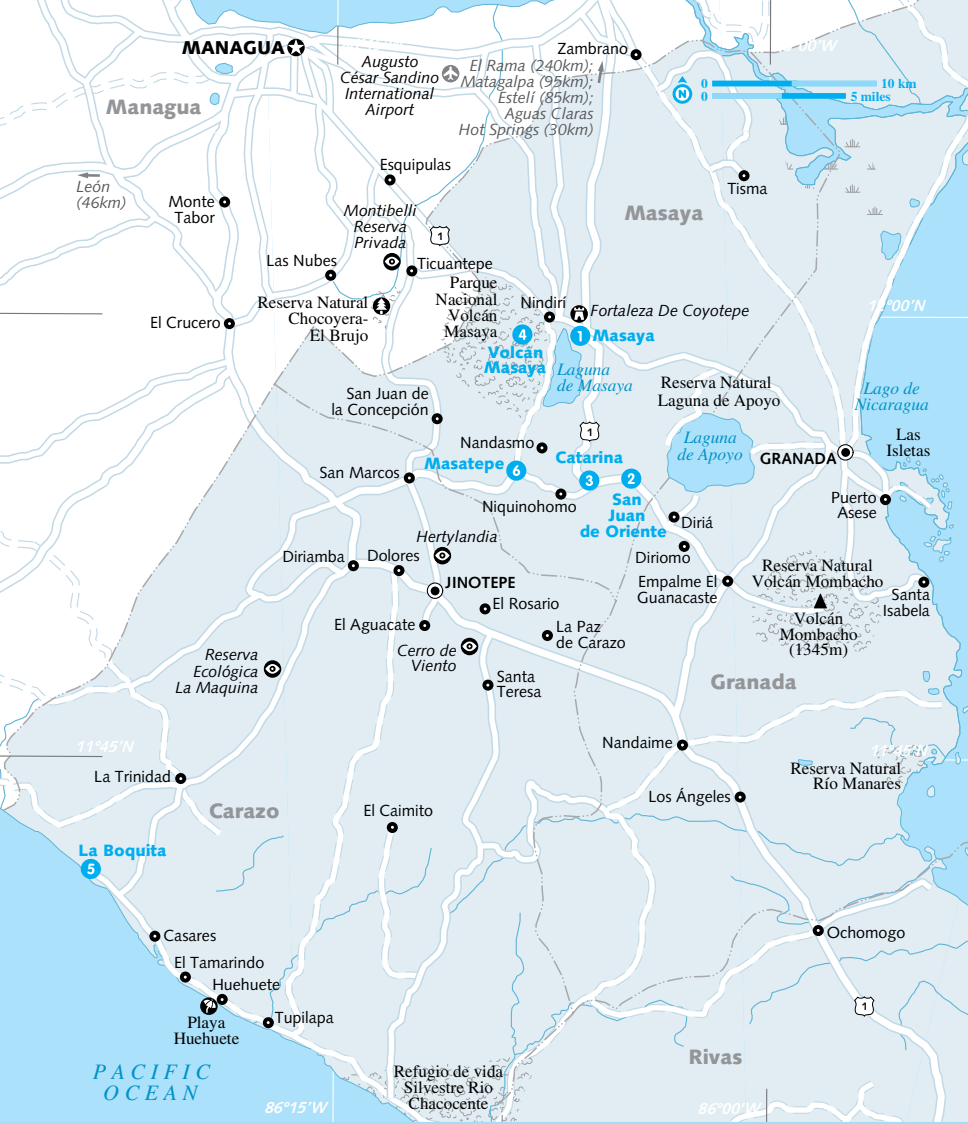 MANAGUA
Augusto
César Sandino
International
Airport
El Rama (240km);
Matagalpa (95km);
Estelí (85km);
Aguas Claras
Hot Springs (30km)
Zambrano
N
0
10 km
0
5 miles
Managua
Esquipulas
León
(46km)
Monte
Tabor
Montibelli
Reserva
Privada
1
Tisma
Masaya
Las Nubes
Ticuantepe
Parque
Nacional
Volcán
Masaya
Reserva Natural
Chocoyera-
El Brujo
El Crucero
Nindirí
Fortaleza De Coyotepe
4
Volcán
Masaya
1
Masaya
Laguna
de Masaya
Reserva Natural
Laguna de Apoyo
Lago de
Nicaragua
San Juan de
la Concepción
1
Laguna
de Apoyo
Las
Isletas
Nandasmo
GRANADA
Masatepe
6
Catarina
3
2
San
Juan
de Oriente
San Marcos
Niquinohomo
Puerto
Asese
Diriá
Diriomo
Hertylandia
Diriamba
Dolores
JINOTEPE
Empalme El
Guanacaste
Reserva Natural
Volcán Mombacho
Volcán
Mombacho
(1345m)
Santa
Isabela
El Rosario
El Aguacate
La Paz
de Carazo
Cerro de
Viento
Reserva
Ecológica
La Maquina
Santa
Teresa
Granada
11°45'N
Nandaime
11°45'N
La Trinidad
Reserva Natural
Río Manares
Los Ángeles
Carazo
El Caimito
La Boquita
5
Casares
Ochomogo
El Tamarindo
Huehuete
Playa
Huehuete
Tupilapa
1
Rivas
PACIFIC
OCEAN
Refugio de vida
Silvestre Rio
Chacocente
86°15'W
86°00'W